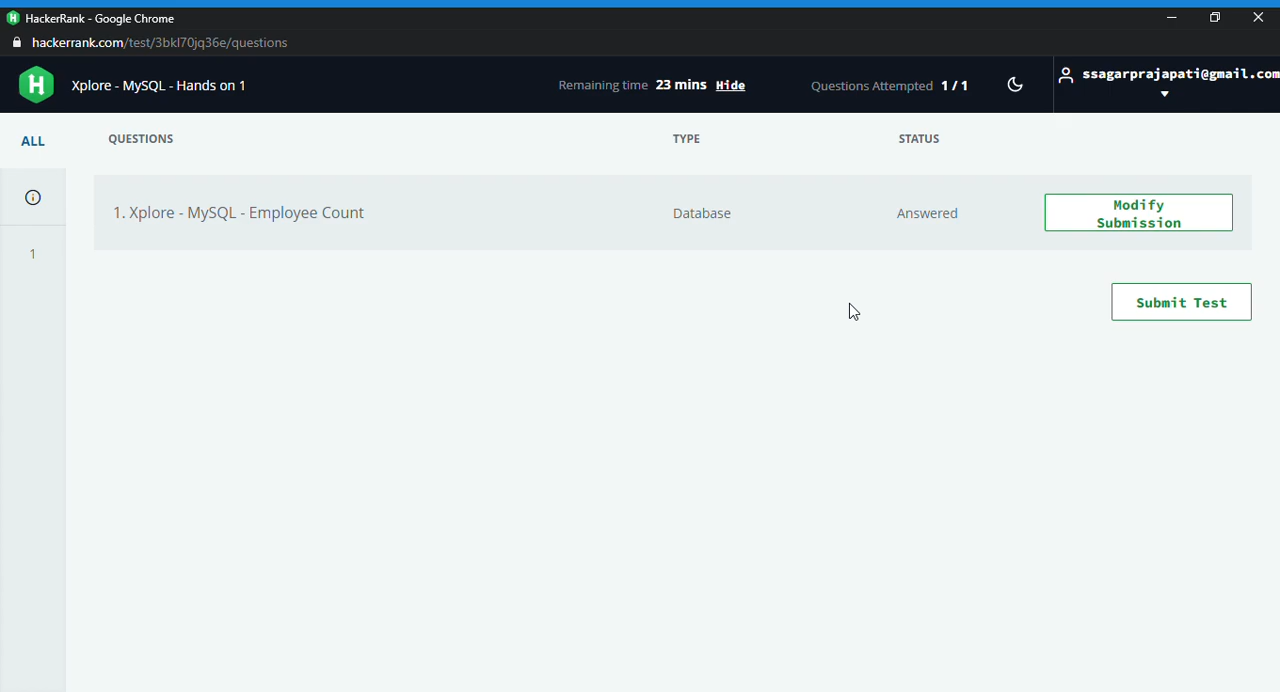 HackerRank - Google Chrome
hackerrank.com/test/3bkl70jq36e/questions
Xplore - MySQL - Hands on 1
Remaining time 23 mins Hide
Questions Attempted 1 / 1
ssagarprajapati@gmail.com
ALL
QUESTIONS
TYPE
STATUS
1. Xplore - MySQL - Employee Count
Database
Answered
Modify
Submission
1
Submit Test